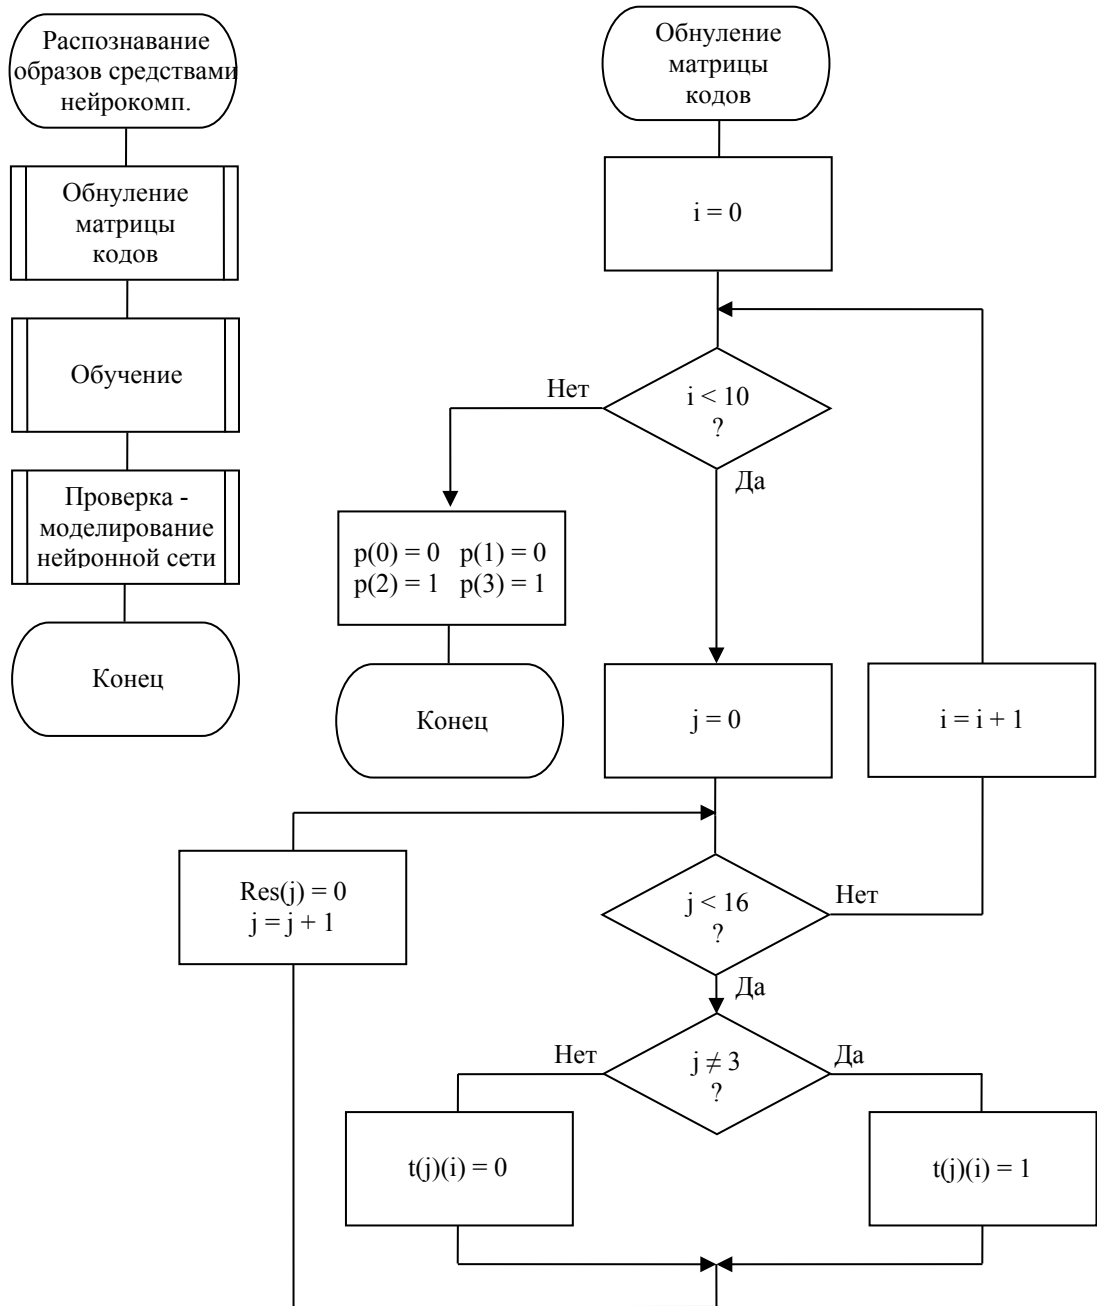 Распознавание
образов средствами
нейрокомп.
Обнуление
матрицы
кодов
Обучение
Проверка -
моделирование
нейронной сети
Конец
Обнуление
матрицы
кодов
i = 0
i < 10
?
Нет
Да
p(0) = 0 p(1) = 0
p(2) = 1 p(3) = 1
Конец
j = 0
i = i + 1
Res(j) = 0
j = j + 1
j < 16
?
Нет
Да
j ≠ 3
?
Нет
Да
t(j)(i) = 0
t(j)(i) = 1